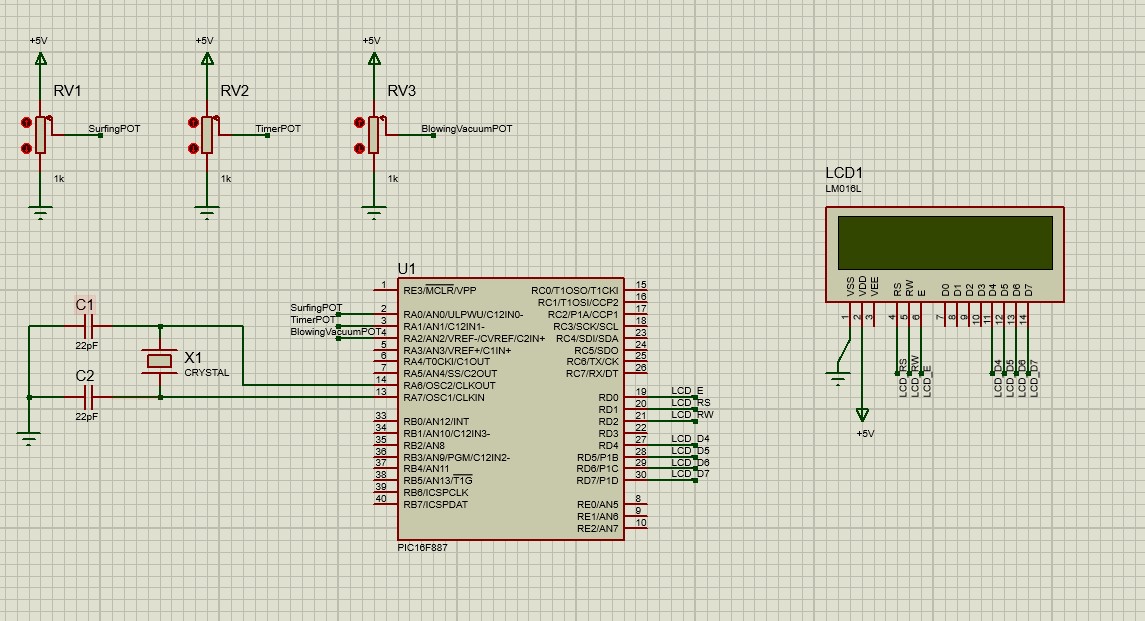 +5V
+5V
+5V
RV1
RV2
RV3
SurfingPOT
TimerPOT
BlowingVacuumPOT
1k
1k
1k
LCD1
LM016L
VSS
VDD
VEE
RS
RW
E
D0
D1
D2
D3
D4
D5
D6
D7
1
2
3
4
5
6
7
8
9
10
11
12
13
14
LCD_RS
LCD_RW
LCD_E
LCD_D4
LCD_D5
LCD_D6
LCD_D7
+5V
C1
22pF
X1
CRYSTAL
C2
22pF
U1
SurfingPOT
TimerPOT
BlowingVacuumPOT
1 RE3/MCLR/VPP
2 RA0/AN0/ULPWU/C12IN0-
3 RA1/AN1/C12IN1-
4 RA2/AN2/VREF-/CVREF/C2IN+
5 RA3/AN3/VREF+/C1IN+
6 RA4/T0CKI/C1OUT
7 RA5/AN4/SS/C2OUT
14 RA6/OSC2/CLKOUT
13 RA7/OSC1/CLKIN
33 RB0/AN12/INT
34 RB1/AN10/C12IN3-
35 RB2/AN8
36 RB3/AN9/PGM/C12IN2-
37 RB4/AN11
38 RB5/AN13/T1G
39 RB6/ICSPCLK
40 RB7/ICSPDAT
RC0/T1OSO/T1CKI 15
RC1/T1OSI/CCP2 16
RC2/P1A/CCP1 17
RC3/SCK/SCL 18
RC4/SDI/SDA 23
RC5/SDO 24
RC6/TX/CK 25
RC7/RX/DT 26
RD0 19 LCD_E
RD1 20 LCD_RS
RD2 21 LCD_RW
RD3 22
RD4 27 LCD_D4
RD5/P1B 28 LCD_D5
RD6/P1C 29 LCD_D6
RD7/P1D 30 LCD_D7
RE0/AN5 8
RE1/AN6 9
RE2/AN7 10
PIC16F887